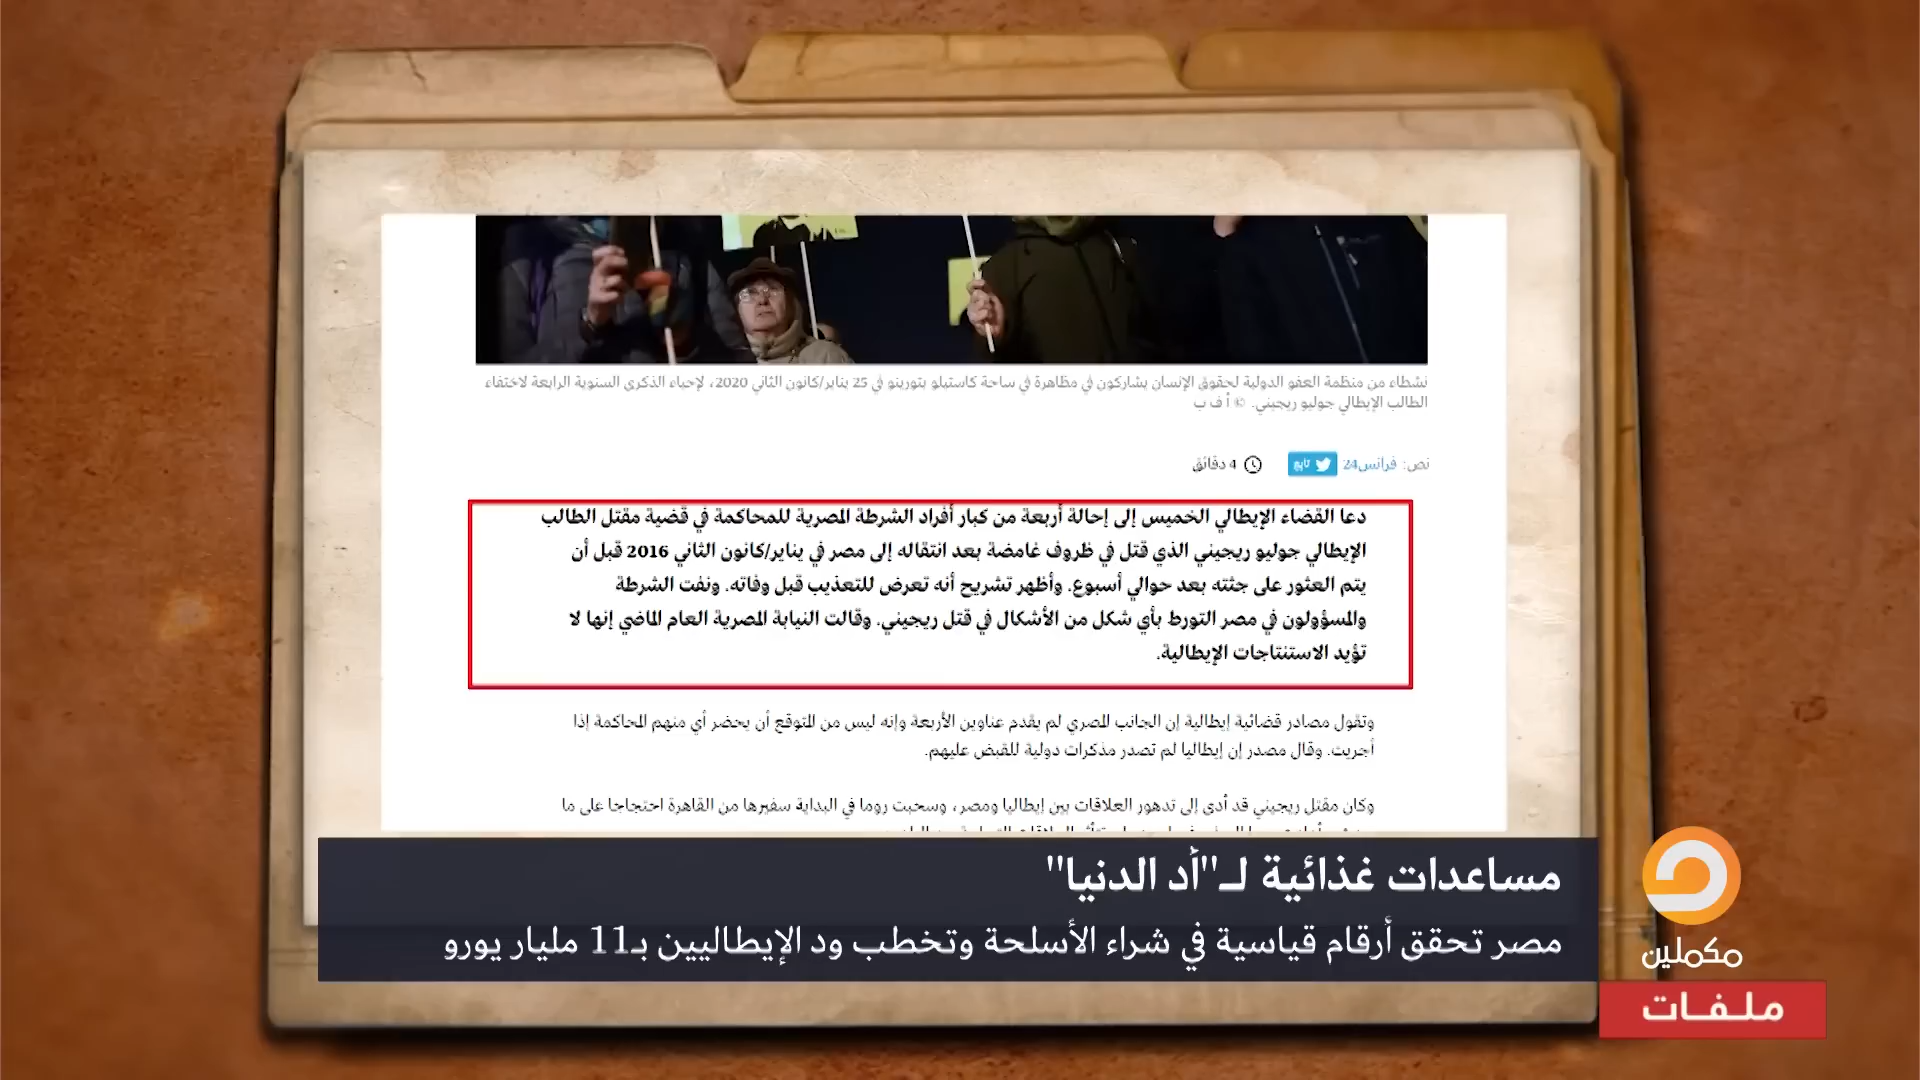 نشطاء من منظمة العفو الدولية لحقوق الإنسان يشاركون في مظاهرة في ساحة كاستيلو بتورينو في 25 يناير/كانون الثاني 2020، لإحياء الذكرى السنوية الرابعة لاختفاء
الطالب الإيطالي جوليو ريجيني. © أ ف ب
نص: فرانس24 تابع 4 دقائق
دعا القضاء الإيطالي الخميس إلى إحالة أربعة من كبار أفراد الشرطة المصرية للمحاكمة في قضية مقتل الطالب
الإيطالي جوليو ريجيني الذي قتل في ظروف غامضة بعد انتقاله إلى مصر في يناير/كانون الثاني 2016 قبل أن
يتم العثور على جثته بعد حوالي أسبوع. وأظهر تشريح أنه تعرض للتعذيب قبل وفاته. ونفت الشرطة
والمسؤولون في مصر التورط بأي شكل من الأشكال في قتل ريجيني. وقالت النيابة المصرية العام الماضي إنها لا
تؤيد الاستنتاجات الإيطالية.
وتقول مصادر قضائية إيطالية إن الجانب المصري لم يقدم عناوين الأربعة وإنه ليس من المتوقع أن يحضر أي منهم المحاكمة إذا
أجريت. وقال مصدر إن إيطاليا لم تصدر مذكرات دولية للقبض عليهم.
وكان مقتل ريجيني قد أدى إلى تدهور العلاقات بين إيطاليا ومصر، وسحبت روما في البداية سفيرها من القاهرة احتجاجا على ما
مساعدات غذائية لـ"أد الدنيا"
مصر تحقق أرقام قياسية في شراء الأسلحة وتخطب ود الإيطاليين بـ11 مليار يورو
مكملين
ملفات